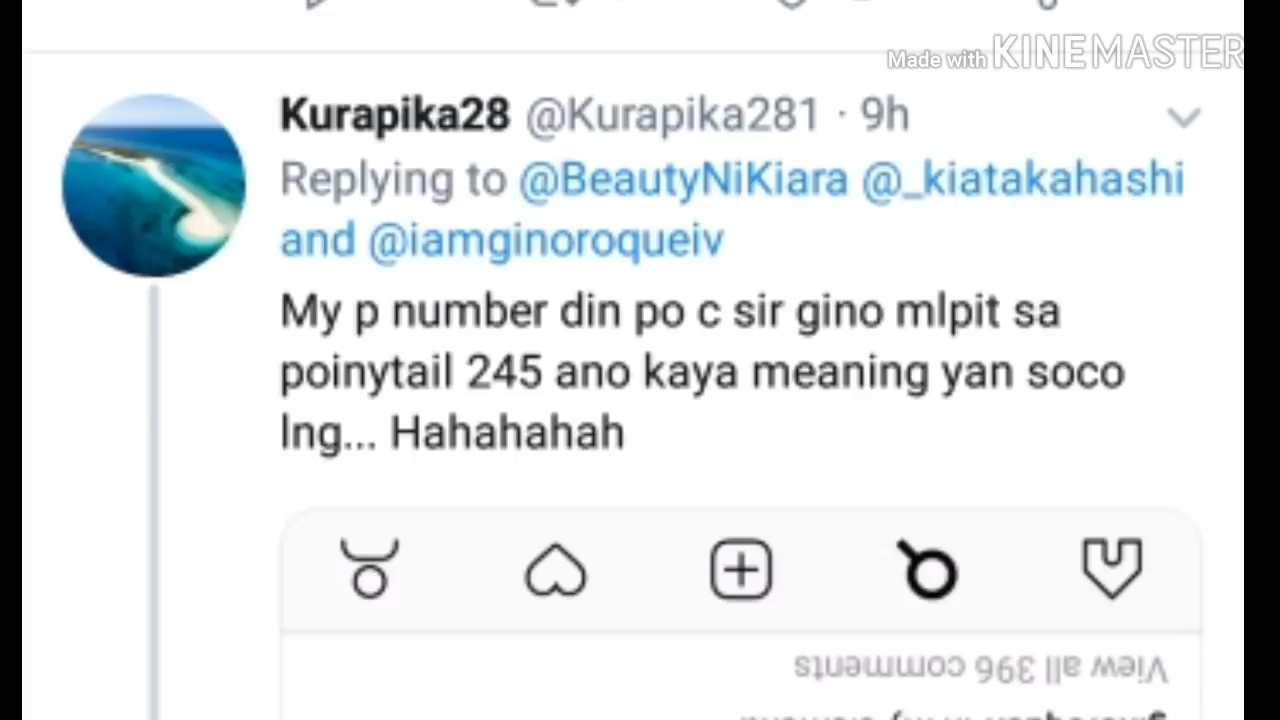 Made with KINEMASTER
Kurapika28 @Kurapika281 · 9h
Replying to @BeautyNiKiara @_kiatakahashi
and @iamginoroqueiv
My p number din po c sir gino mlpit sa
poinytail 245 ano kaya meaning yan soco
lng... Hahahahah
View all 396 comments